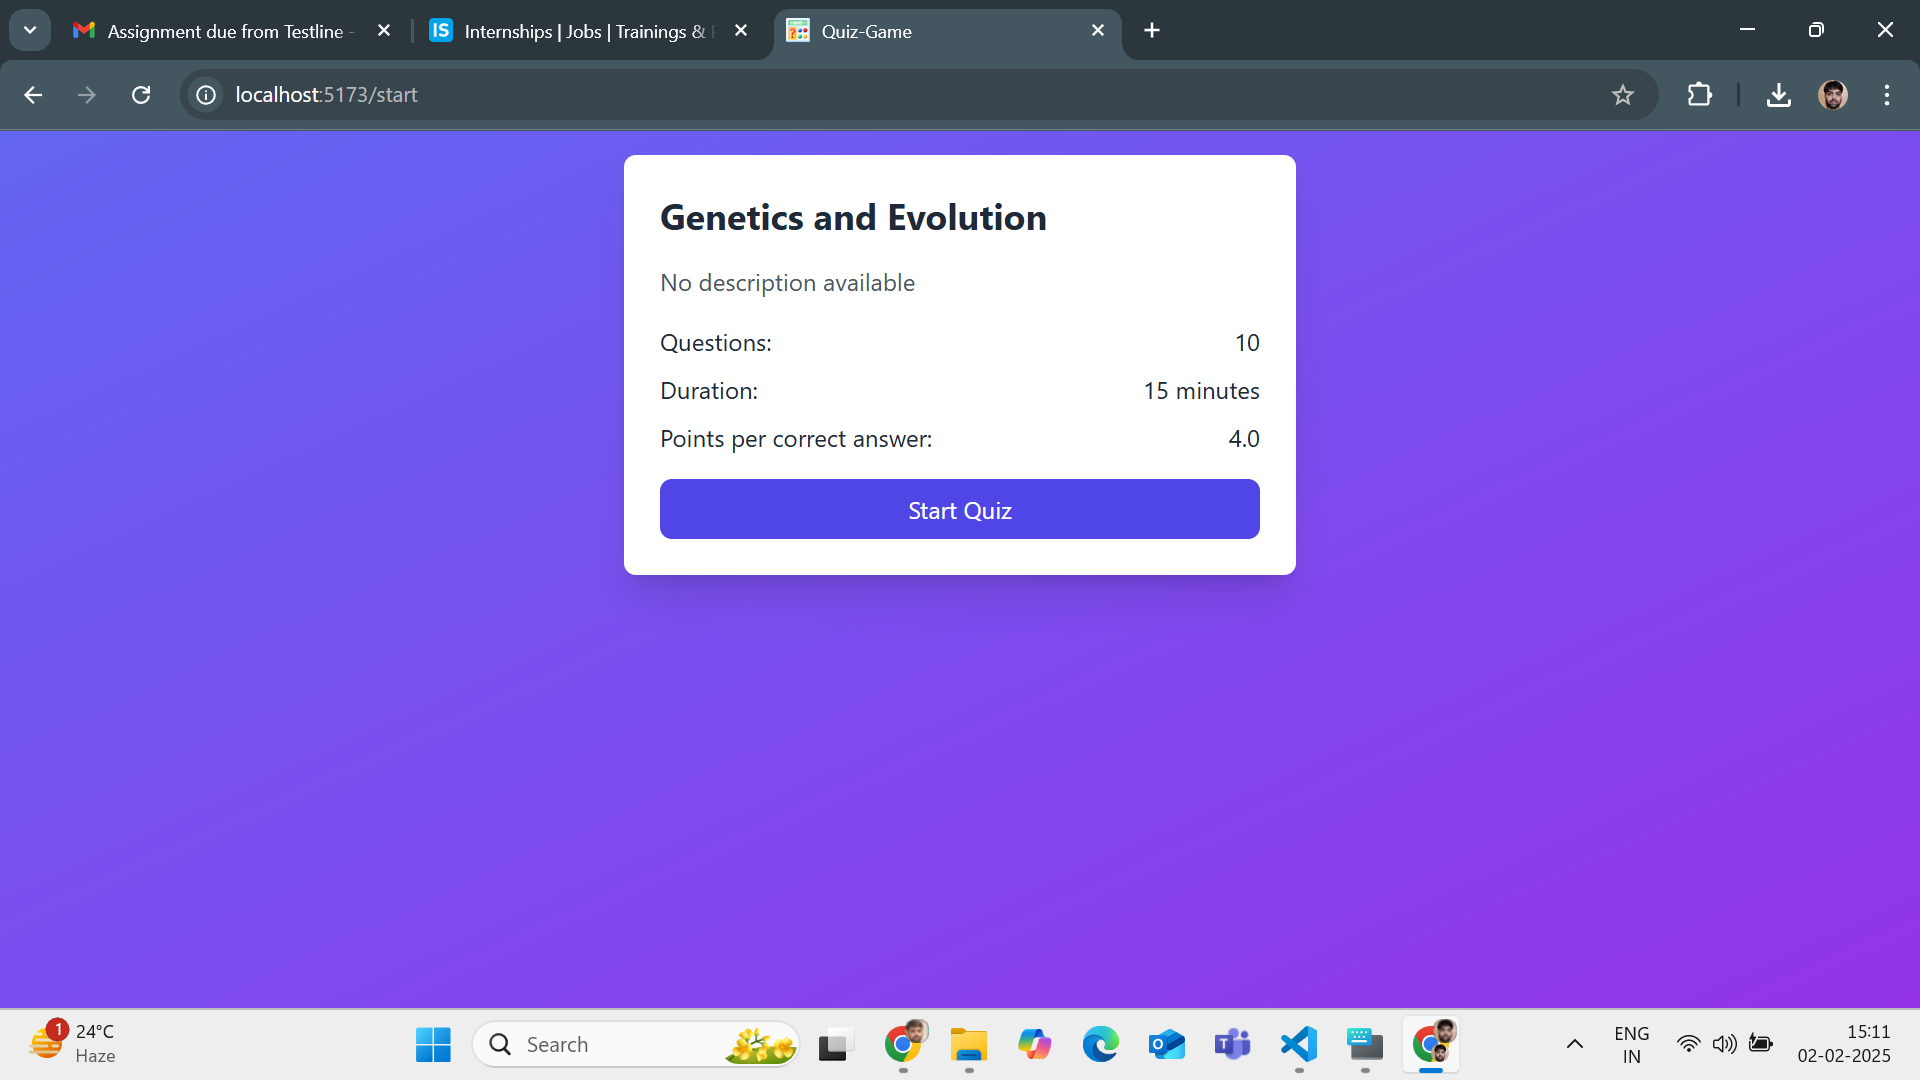 Assignment due from Testline -
IS
Internships | Jobs | Trainings &
Quiz-Game
localhost:5173/start
Genetics and Evolution
No description available
Questions: 10
Duration: 15 minutes
Points per correct answer: 4.0
Start Quiz
1
24°C
Haze
Search
ENG
IN
15:11
02-02-2025